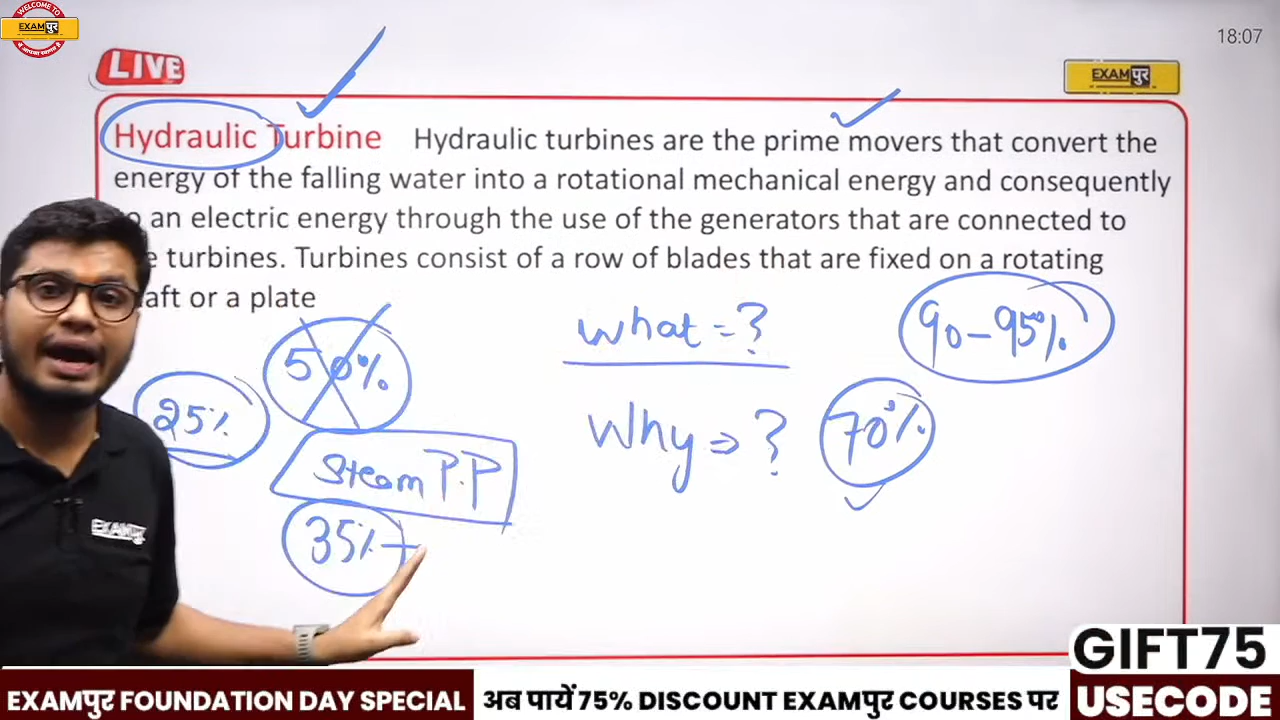 WELCOME TO
EXAMपुर
18:07
LIVE
EXAMपुर
Hydraulic Turbine Hydraulic turbines are the prime movers that convert the
energy of the falling water into a rotational mechanical energy and consequently
an electric energy through the use of the generators that are connected to
turbines. Turbines consist of a row of blades that are fixed on a rotating
aft or a plate
what = ?
90-95%
50%
25%
Why ⇒ ?
70%
Steam P.P
35%
EXAMपुर
GIFT75
EXAMपुर FOUNDATION DAY SPECIAL
अब पायें 75% DISCOUNT EXAMपुर COURSES पर
USECODE